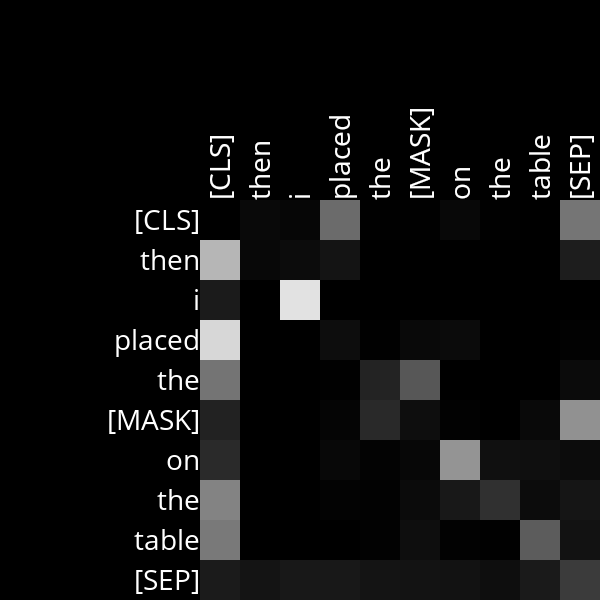 [CLS] then i placed the [MASK] on the table [SEP]
[CLS]
then
i
placed
the
[MASK]
on
the
table
[SEP]